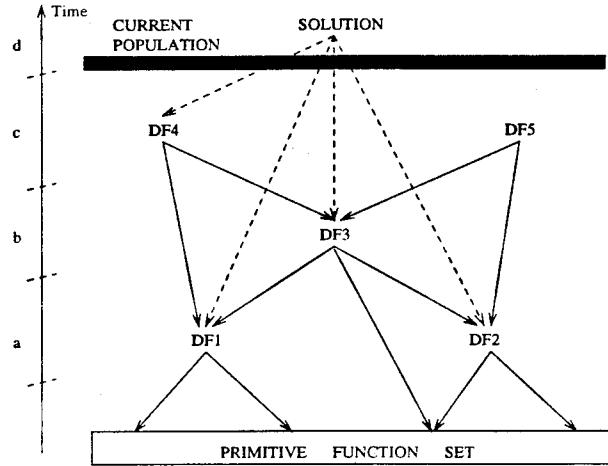 Time
CURRENT
POPULATION
SOLUTION
d
c
DF4
DF5
b
DF3
a
DF1
DF2
PRIMITIVE FUNCTION SET